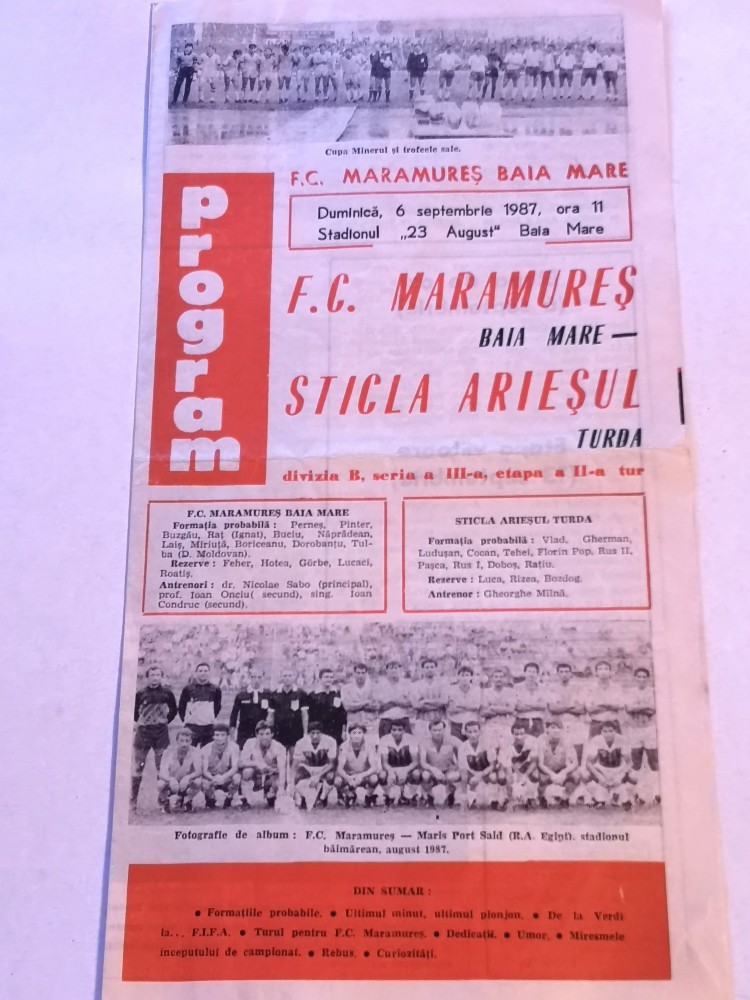 Cupa Minerul și trofeele sale.
program
F.C. MARAMUREȘ BAIA MARE
Duminică, 6 septembrie 1987, ora 11
Stadionul „23 August" Baia Mare
F.C. MARAMUREȘ
BAIA MARE —
STICLA ARIEȘUL
TURDA
divizia B, seria a III-a, etapa a II-a tur
F.C. MARAMUREȘ BAIA MARE
Formația probabilă : Perneș, Pinter,
Buzgău, Raț (Ignat), Buciu, Năprădean,
Laiș, Miriuță, Boriceanu, Dorobanțu, Tul-
ba (D. Moldovan).
Rezerve : Feher, Hotea, Görbe, Lucaci,
Roatiș.
Antrenori : dr. Nicolae Sabo (principal),
prof. Ioan Onciu( secund), sing. Ioan
Condruc (secund).
STICLA ARIEȘUL TURDA
Formația probabilă : Vlad, Gherman,
Ludușan, Cocan, Tehei, Florin Pop, Rus II,
Pașca, Rus I, Doboș, Rațiu.
Rezerve : Luca, Rizea, Bozdog.
Antrenor : Gheorghe Milnă.
Fotografie de album : F.C. Maramureș — Maris Port Said (R.A. Egipt). stadionul
băimărean, august 1987.
DIN SUMAR :
• Formațiile probabile. • Ultimul minut, ultimul plonjon. • De la Verdi
la... F.I.F.A. • Turul pentru F.C. Maramureș. • Dedicații. • Umor. • Miresmele
începutului de campionat. • Rebus. • Curiozități.